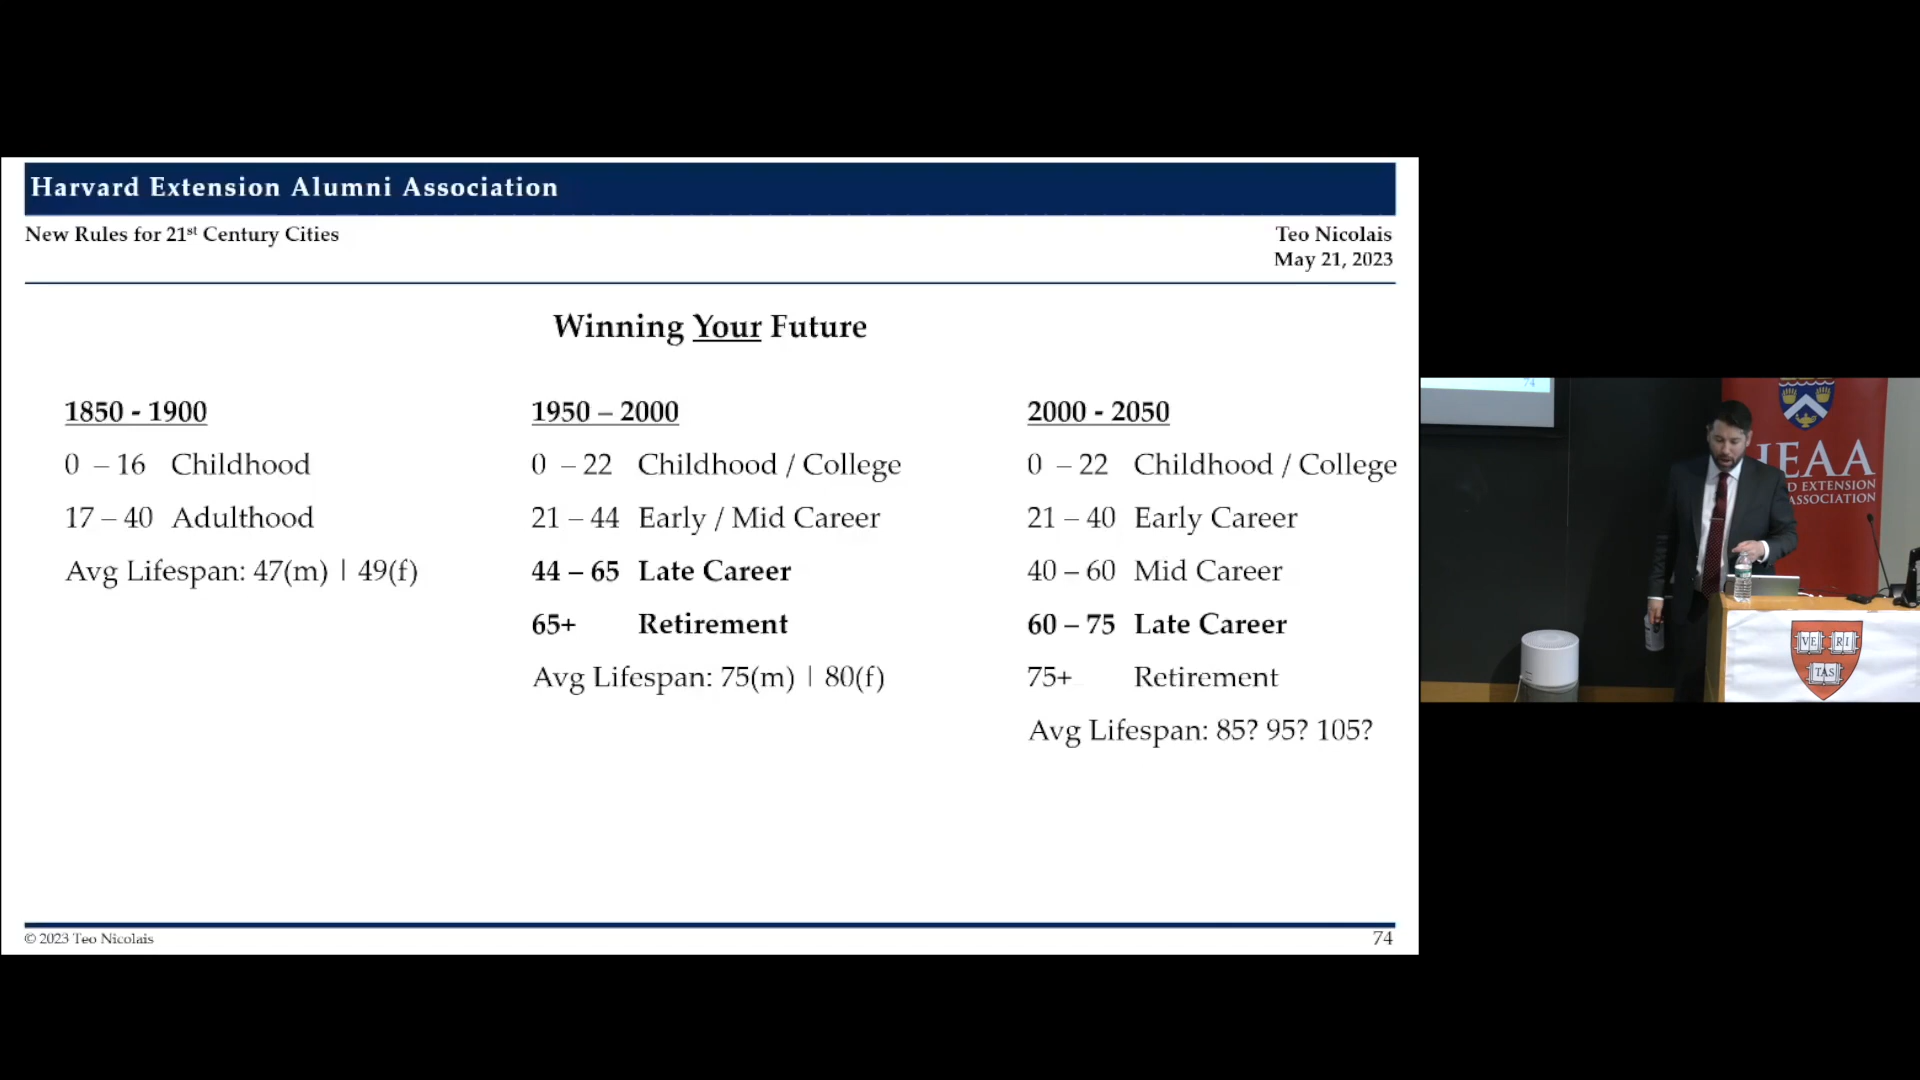 Harvard Extension Alumni Association
New Rules for 21st Century Cities
Teo Nicolais
May 21, 2023
Winning Your Future
1850 - 1900
0 – 16 Childhood
17 – 40 Adulthood
Avg Lifespan: 47(m) | 49(f)
1950 – 2000
0 – 22 Childhood / College
21 – 44 Early / Mid Career
44 – 65 Late Career
65+ Retirement
Avg Lifespan: 75(m) | 80(f)
2000 - 2050
0 – 22 Childhood / College
21 – 40 Early Career
40 – 60 Mid Career
60 – 75 Late Career
75+ Retirement
Avg Lifespan: 85? 95? 105?
© 2023 Teo Nicolais
74
74
EAA
D EXTENSION
ASSOCIATION
VE RI
TAS